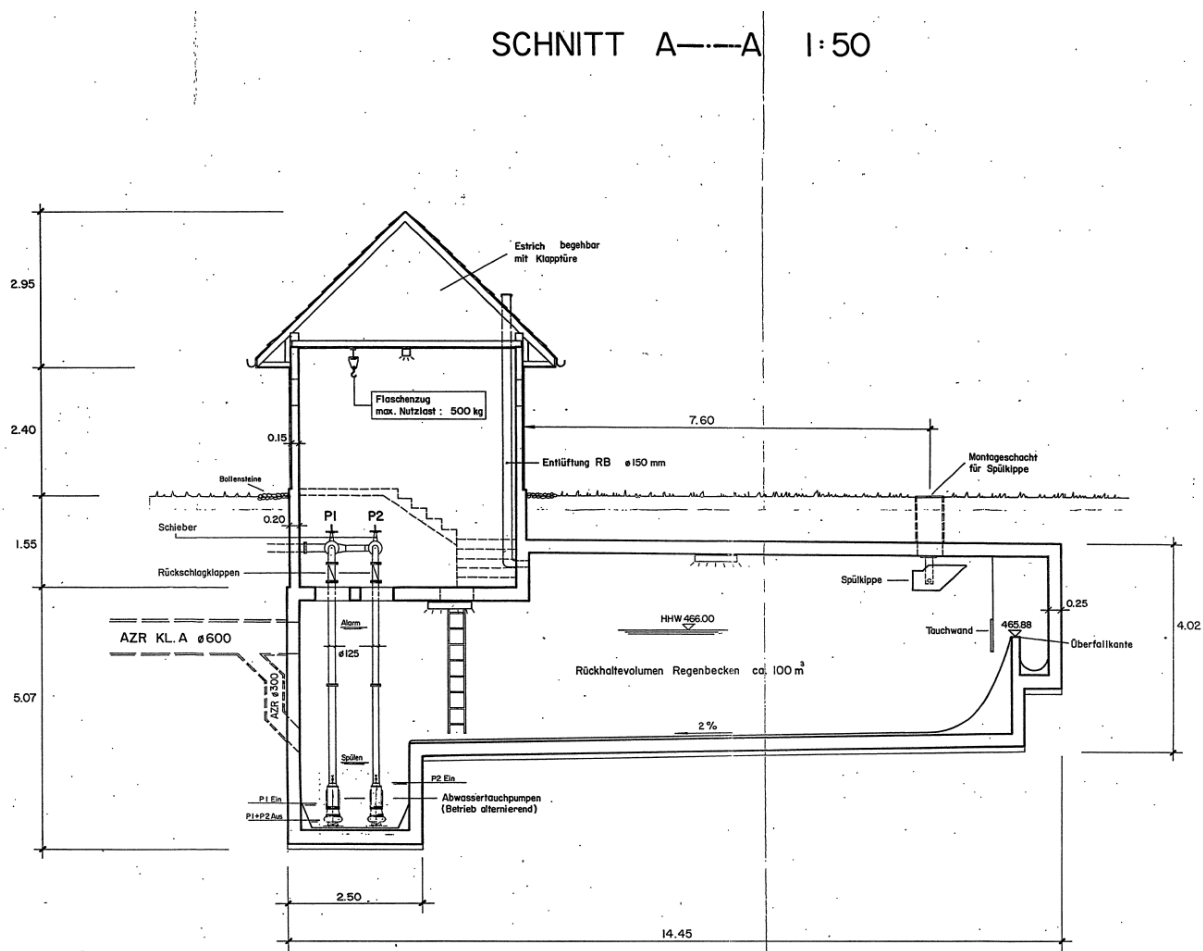 SCHNITT A—·—A 1:50
2.95
Estrich begehbar
mit Klapptüre
Flaschenzug
max. Nutzlast : 500 kg
2.40
7.60
0.15
Entlüftung RB ø150 mm
Montageschacht
für Spülkippe
Bollensteine
0.20
P1 P2
Schieber
1.55
Rückschlagklappen
Spülkippe
0.25
Alarm
HHW 466.00
Tauchwand
465.88
4.02
AZR KL.A ø600
ø125
Überfallkante
Rückhaltevolumen Regenbecken ca. 100 m³
5.07
AZR ø300
2%
Spülen
P2 Ein
P1 Ein
Abwassertauchpumpen
(Betrieb alternierend)
P1+P2 Aus
2.50
14.45